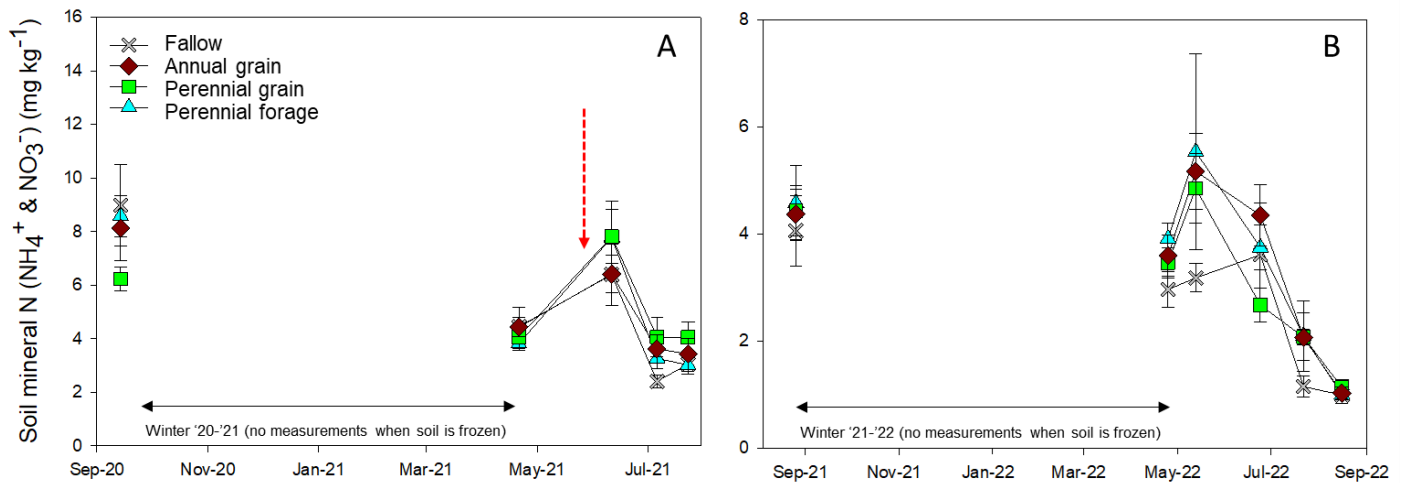 Soil mineral N (NH₄⁺ & NO₃⁻) (mg kg⁻¹)
16
14
12
10
8
6
4
2
0
Fallow
Annual grain
Perennial grain
Perennial forage
A
Winter ‘20-’21 (no measurements when soil is frozen)
Sep-20 Nov-20 Jan-21 Mar-21 May-21 Jul-21
8
6
4
2
0
B
Winter ‘21-’22 (no measurements when soil is frozen)
Sep-21 Nov-21 Jan-22 Mar-22 May-22 Jul-22 Sep-22